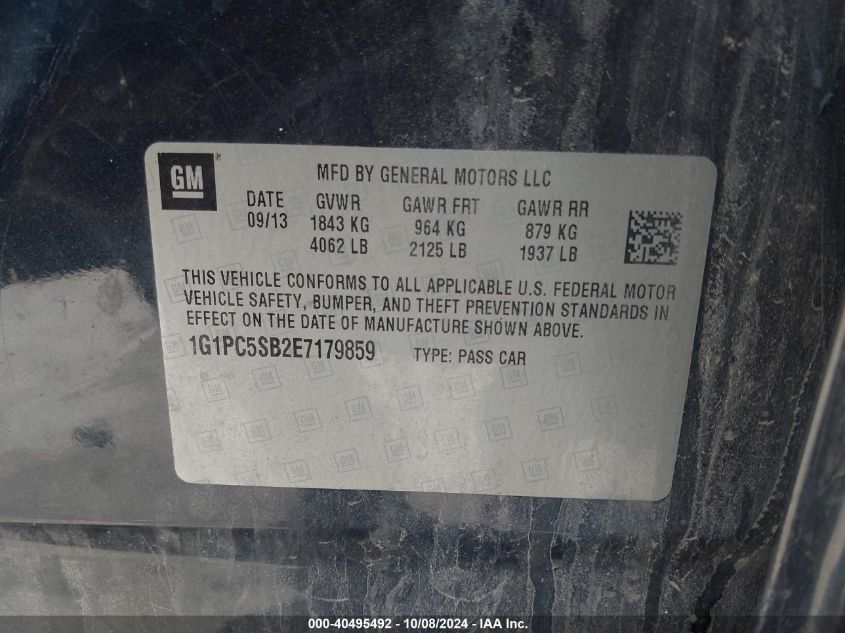 GM ®
MFD BY GENERAL MOTORS LLC
DATE GVWR GAWR FRT GAWR RR
09/13 1843 KG 964 KG 879 KG
4062 LB 2125 LB 1937 LB
THIS VEHICLE CONFORMS TO ALL APPLICABLE U.S. FEDERAL MOTOR
VEHICLE SAFETY, BUMPER, AND THEFT PREVENTION STANDARDS IN
EFFECT ON THE DATE OF MANUFACTURE SHOWN ABOVE.
1G1PC5SB2E7179859 TYPE: PASS CAR
000-40495492 - 10/08/2024 - IAA Inc.